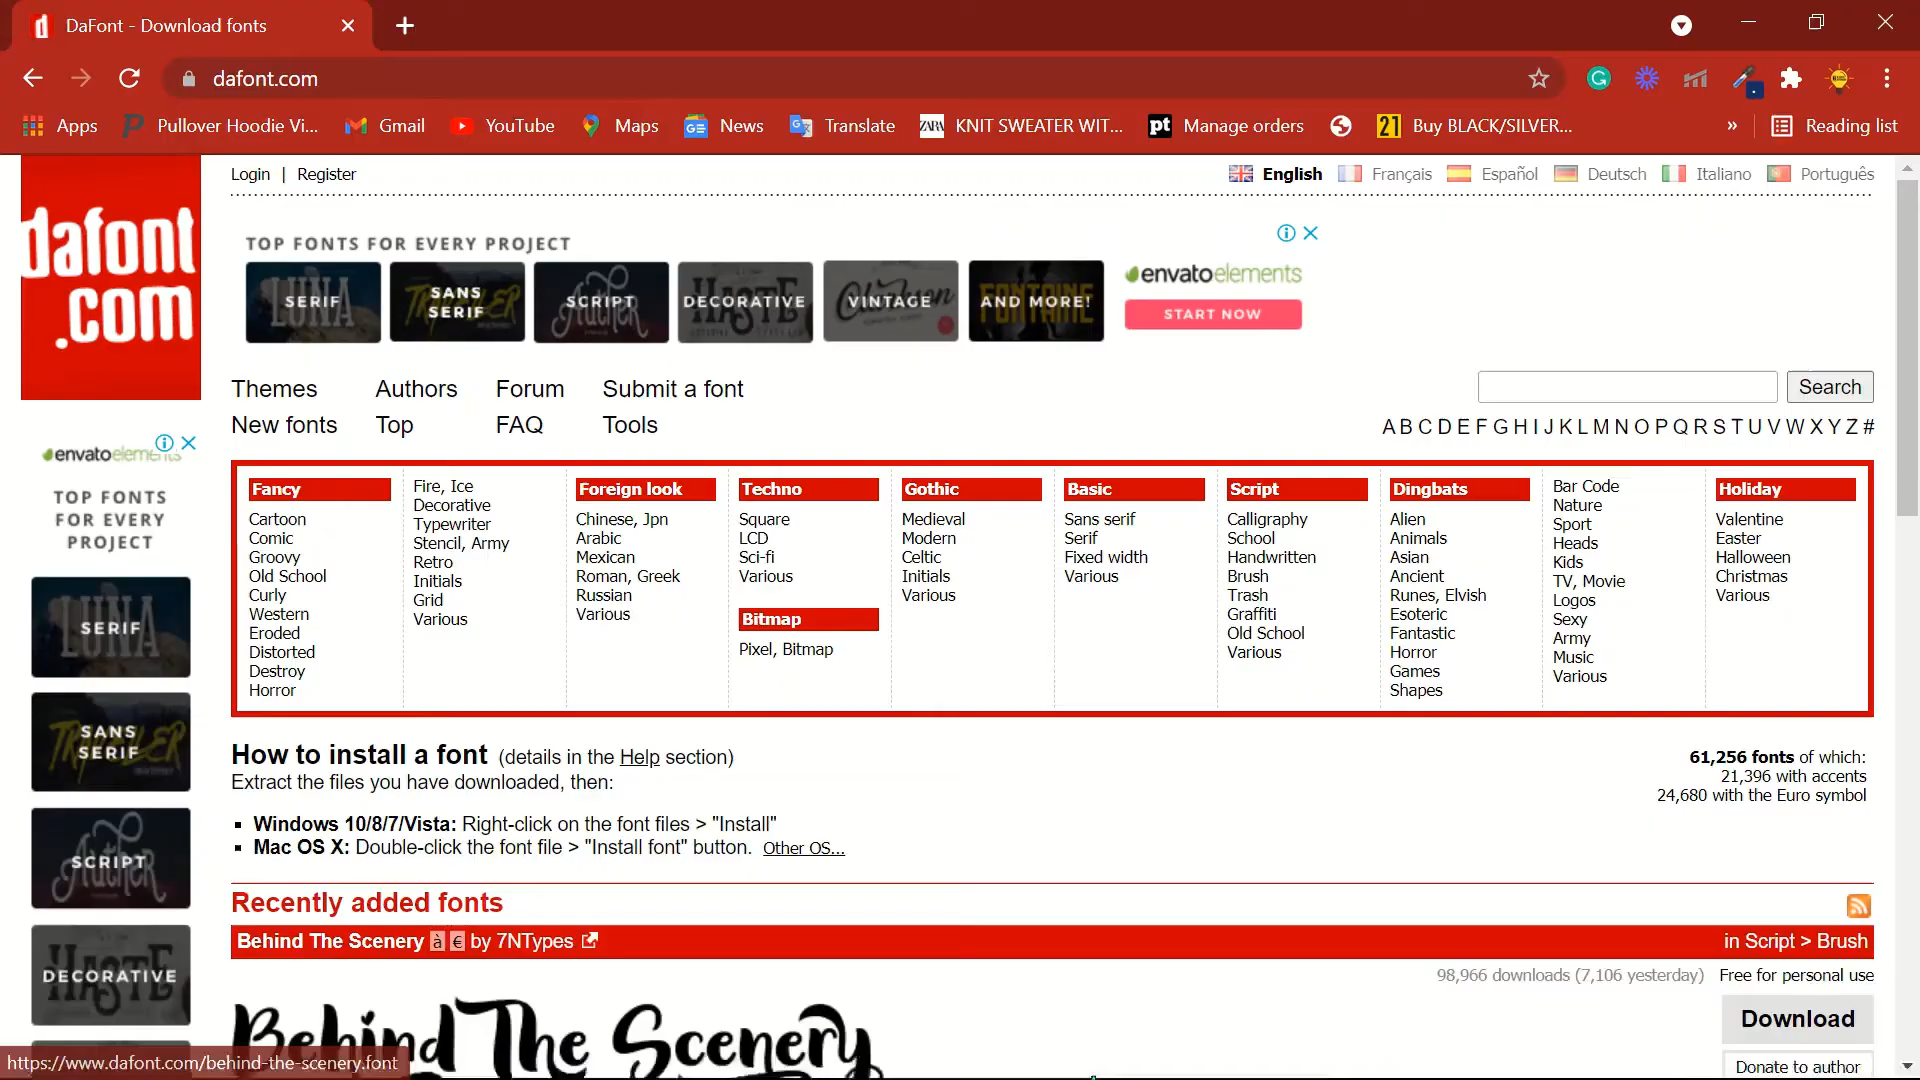 DaFont - Download fonts
dafont.com
Apps
Pullover Hoodie Vi...
Gmail
YouTube
Maps
News
Translate
ZARA
KNIT SWEATER WIT...
pt
Manage orders
21
Buy BLACK/SILVER...
»
Reading list
dafont
.com
Login | Register
English
Français
Español
Deutsch
Italiano
Português
TOP FONTS FOR EVERY PROJECT
SERIF
SANS
SERIF
SCRIPT
DECORATIVE
VINTAGE
AND MORE!
envatoelements
START NOW
Themes
Authors
Forum
Submit a font
New fonts
Top
FAQ
Tools
Search
A B C D E F G H I J K L M N O P Q R S T U V W X Y Z #
envatoelements
TOP FONTS
FOR EVERY
PROJECT
SERIF
SANS
SERIF
SCRIPT
DECORATIVE
Fancy
Cartoon
Comic
Groovy
Old School
Curly
Western
Eroded
Distorted
Destroy
Horror
Fire, Ice
Decorative
Typewriter
Stencil, Army
Retro
Initials
Grid
Various
Foreign look
Chinese, Jpn
Arabic
Mexican
Roman, Greek
Russian
Various
Techno
Square
LCD
Sci-fi
Various
Bitmap
Pixel, Bitmap
Gothic
Medieval
Modern
Celtic
Initials
Various
Basic
Sans serif
Serif
Fixed width
Various
Script
Calligraphy
School
Handwritten
Brush
Trash
Graffiti
Old School
Various
Dingbats
Alien
Animals
Asian
Ancient
Runes, Elvish
Esoteric
Fantastic
Horror
Games
Shapes
Bar Code
Nature
Sport
Heads
Kids
TV, Movie
Logos
Sexy
Army
Music
Various
Holiday
Valentine
Easter
Halloween
Christmas
Various
How to install a font (details in the Help section)
Extract the files you have downloaded, then:
Windows 10/8/7/Vista: Right-click on the font files > "Install"
Mac OS X: Double-click the font file > "Install font" button. Other OS...
61,256 fonts of which:
21,396 with accents
24,680 with the Euro symbol
Recently added fonts
Behind The Scenery à € by 7NTypes
in Script > Brush
98,966 downloads (7,106 yesterday)
Free for personal use
Behind The Scenery
Download
Donate to author
https://www.dafont.com/behind-the-scenery.font